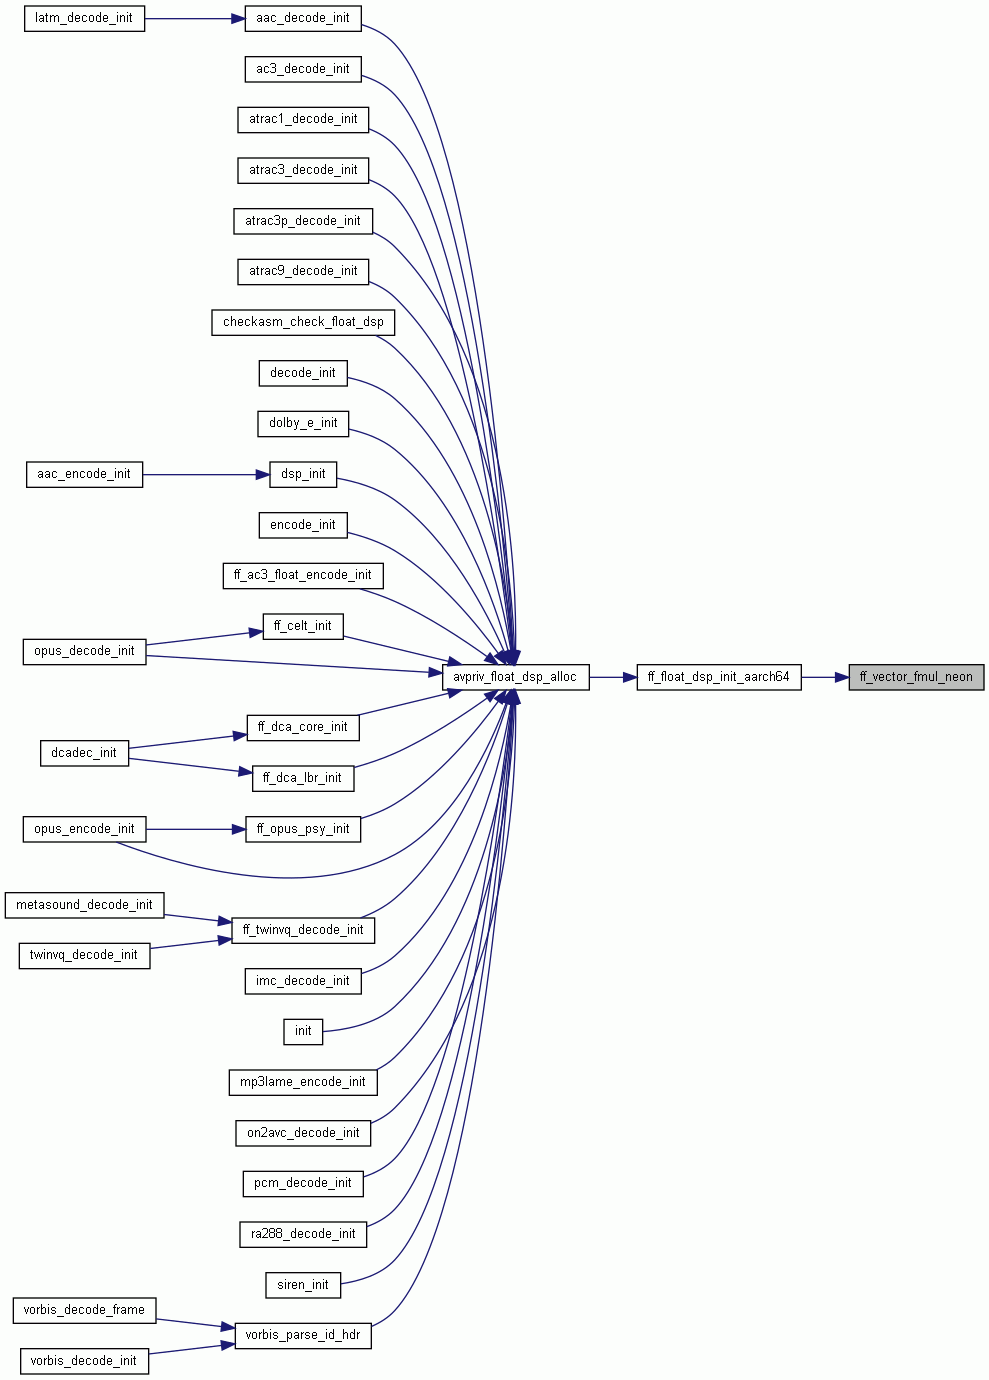 latm_decode_init
aac_decode_init
ac3_decode_init
atrac1_decode_init
atrac3_decode_init
atrac3p_decode_init
atrac9_decode_init
checkasm_check_float_dsp
decode_init
dolby_e_init
aac_encode_init
dsp_init
encode_init
ff_ac3_float_encode_init
ff_celt_init
opus_decode_init
avpriv_float_dsp_alloc
ff_float_dsp_init_aarch64
ff_vector_fmul_neon
ff_dca_core_init
dcadec_init
ff_dca_lbr_init
opus_encode_init
ff_opus_psy_init
metasound_decode_init
ff_twinvq_decode_init
twinvq_decode_init
imc_decode_init
init
mp3lame_encode_init
on2avc_decode_init
pcm_decode_init
ra288_decode_init
siren_init
vorbis_decode_frame
vorbis_parse_id_hdr
vorbis_decode_init